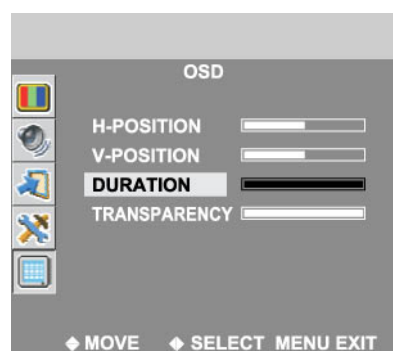 OSD
H-POSITION
V-POSITION
DURATION
TRANSPARENCY
MOVE SELECT MENU EXIT